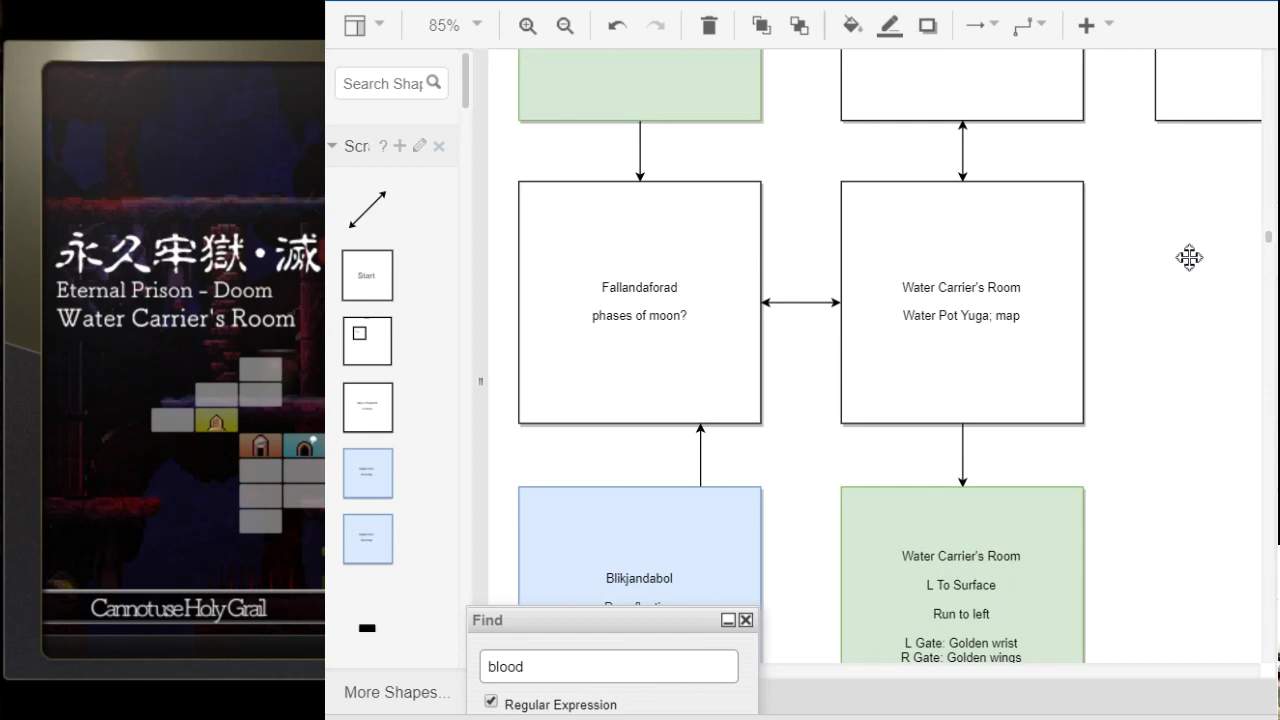 永久牢獄・滅
Eternal Prison – Doom
Water Carrier's Room
Cannot use Holy Grail
85%
Search Shap
Scr
?
Start
More Shapes...
Fallandaforad
phases of moon?
Water Carrier's Room
Water Pot Yuga; map
Blikjandabol
Water Carrier's Room
L To Surface
Run to left
L Gate: Golden wrist
R Gate: Golden wings
Find
blood
Regular Expression